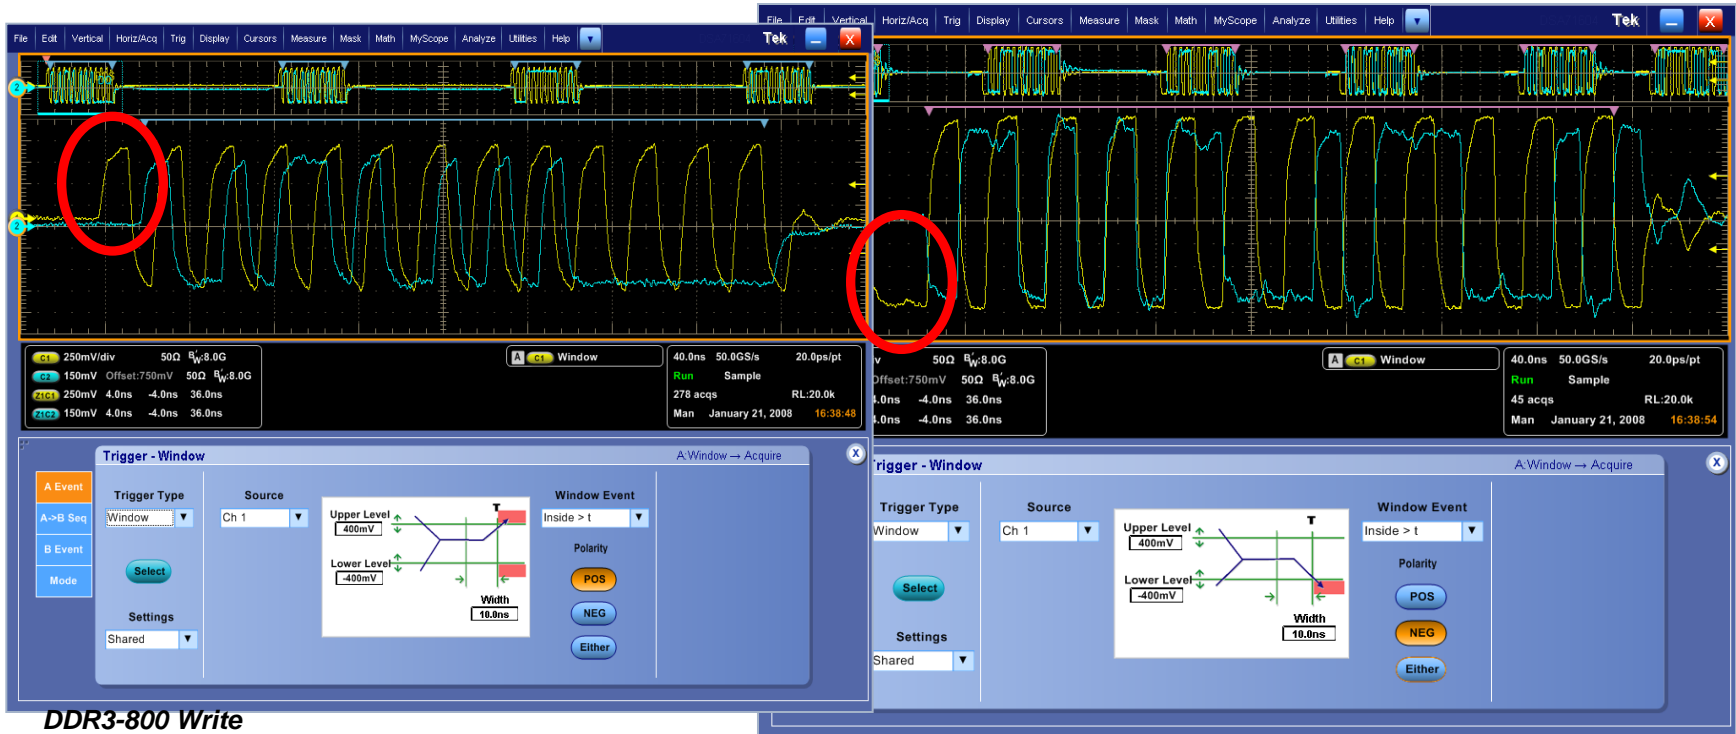 File Edit Vertical Horiz/Acq Trig Display Cursors Measure Mask Math MyScope Analyze Utilities Help Tek X
2
2
C1 250mV/div 50Ω BW:8.0G
C2 150mV Offset:750mV 50Ω BW:8.0G
Z1C1 250mV 4.0ns -4.0ns 36.0ns
Z1C2 150mV 4.0ns -4.0ns 36.0ns
A C1 Window
40.0ns 50.0GS/s 20.0ps/pt
Run Sample
278 acqs RL:20.0k
Man January 21, 2008 16:38:48
Trigger - Window A:Window → Acquire X
A Event
A->B Seq
B Event
Mode
Trigger Type
Window
Select
Settings
Shared
Source
Ch 1
Upper Level
400mV
Lower Level
-400mV
T
Width
10.0ns
Window Event
Inside > t
Polarity
POS
NEG
Either
DDR3-800 Write
File Edit Vertical Horiz/Acq Trig Display Cursors Measure Mask Math MyScope Analyze Utilities Help Tek X
v 50Ω BW:8.0G
Offset:750mV 50Ω BW:8.0G
4.0ns -4.0ns 36.0ns
4.0ns -4.0ns 36.0ns
A C1 Window
40.0ns 50.0GS/s 20.0ps/pt
Run Sample
45 acqs RL:20.0k
Man January 21, 2008 16:38:54
Trigger - Window A:Window → Acquire X
Trigger Type
Window
Select
Settings
Shared
Source
Ch 1
Upper Level
400mV
Lower Level
-400mV
T
Width
10.0ns
Window Event
Inside > t
Polarity
POS
NEG
Either